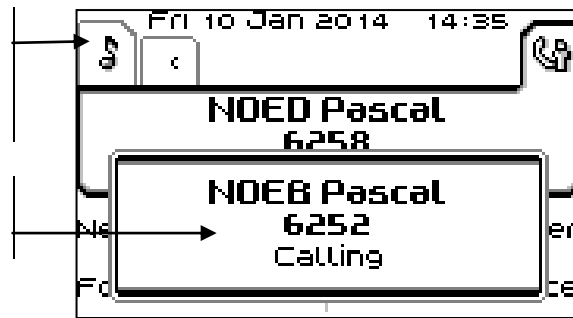 Fri 10 Jan 2014 14:35
NOED Pascal
6258
NOEB Pascal
6252
Calling